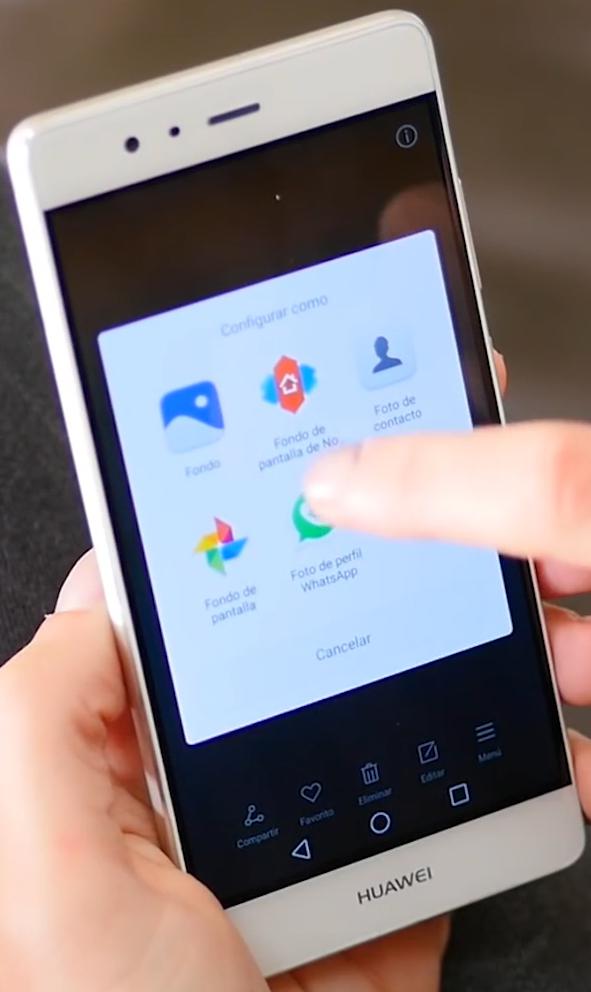 Configurar como
Fondo
Fondo de
pantalla de No...
Foto de
contacto
Fondo de
pantalla
Foto de perfil
WhatsApp
Cancelar
Compartir
Favorito
Eliminar
Editar
Menú
HUAWEI